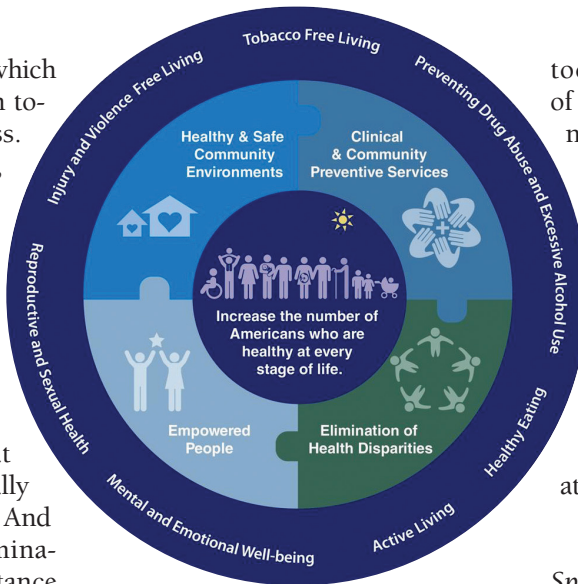 which
n to-
ss.
Tobacco Free Living
Preventing Drug Abuse and Excessive Alcohol Use
Healthy Eating
Active Living
Mental and Emotional Well-being
Reproductive and Sexual Health
Injury and Violence Free Living
Healthy & Safe
Community
Environments
Clinical
& Community
Preventive Services
Increase the number of
Americans who are
healthy at every
stage of life.
Empowered
People
Elimination of
Health Disparities
lly
And
mina-
tance
too
of
at